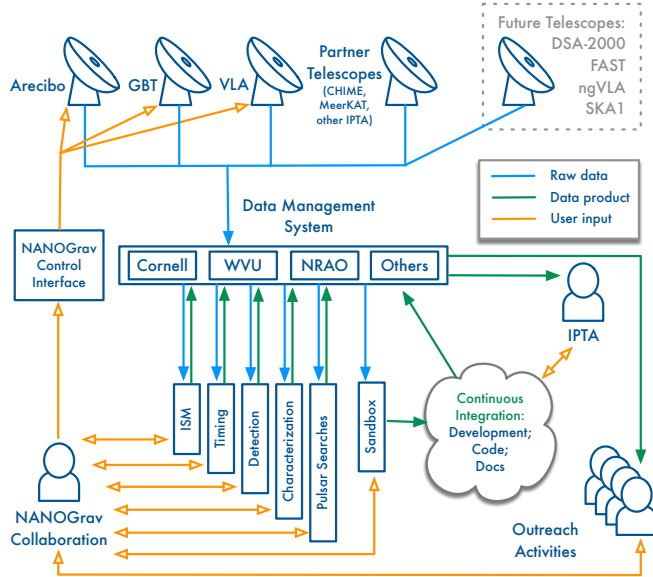 Arecibo
GBT
VLA
Partner
Telescopes
(CHIME,
MeerKAT,
other IPTA)
Future Telescopes:
DSA-2000
FAST
ngVLA
SKA1
Raw data
Data product
User input
Data Management
System
NANOGrav
Control
Interface
Cornell
WVU
NRAO
Others
IPTA
ISM
Timing
Detection
Characterization
Pulsar Searches
Sandbox
Continuous
Integration:
Development;
Code;
Docs
NANOGrav
Collaboration
Outreach
Activities